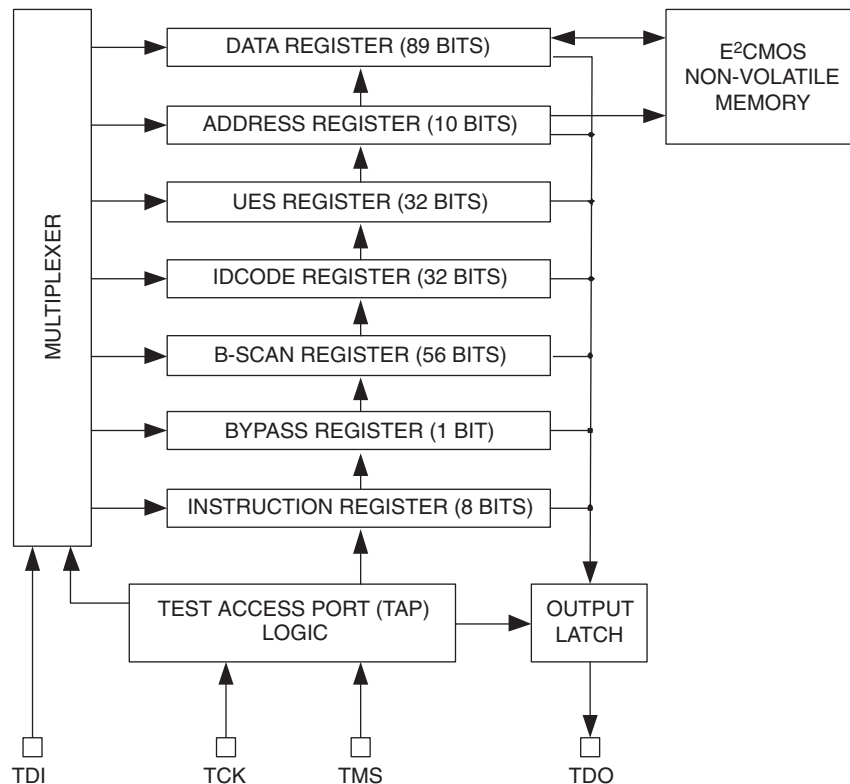 DATA REGISTER (89 BITS)
E²CMOS
NON-VOLATILE
MEMORY
ADDRESS REGISTER (10 BITS)
UES REGISTER (32 BITS)
MULTIPLEXER
IDCODE REGISTER (32 BITS)
B-SCAN REGISTER (56 BITS)
BYPASS REGISTER (1 BIT)
INSTRUCTION REGISTER (8 BITS)
TEST ACCESS PORT (TAP)
LOGIC
OUTPUT
LATCH
TDI
TCK
TMS
TDO